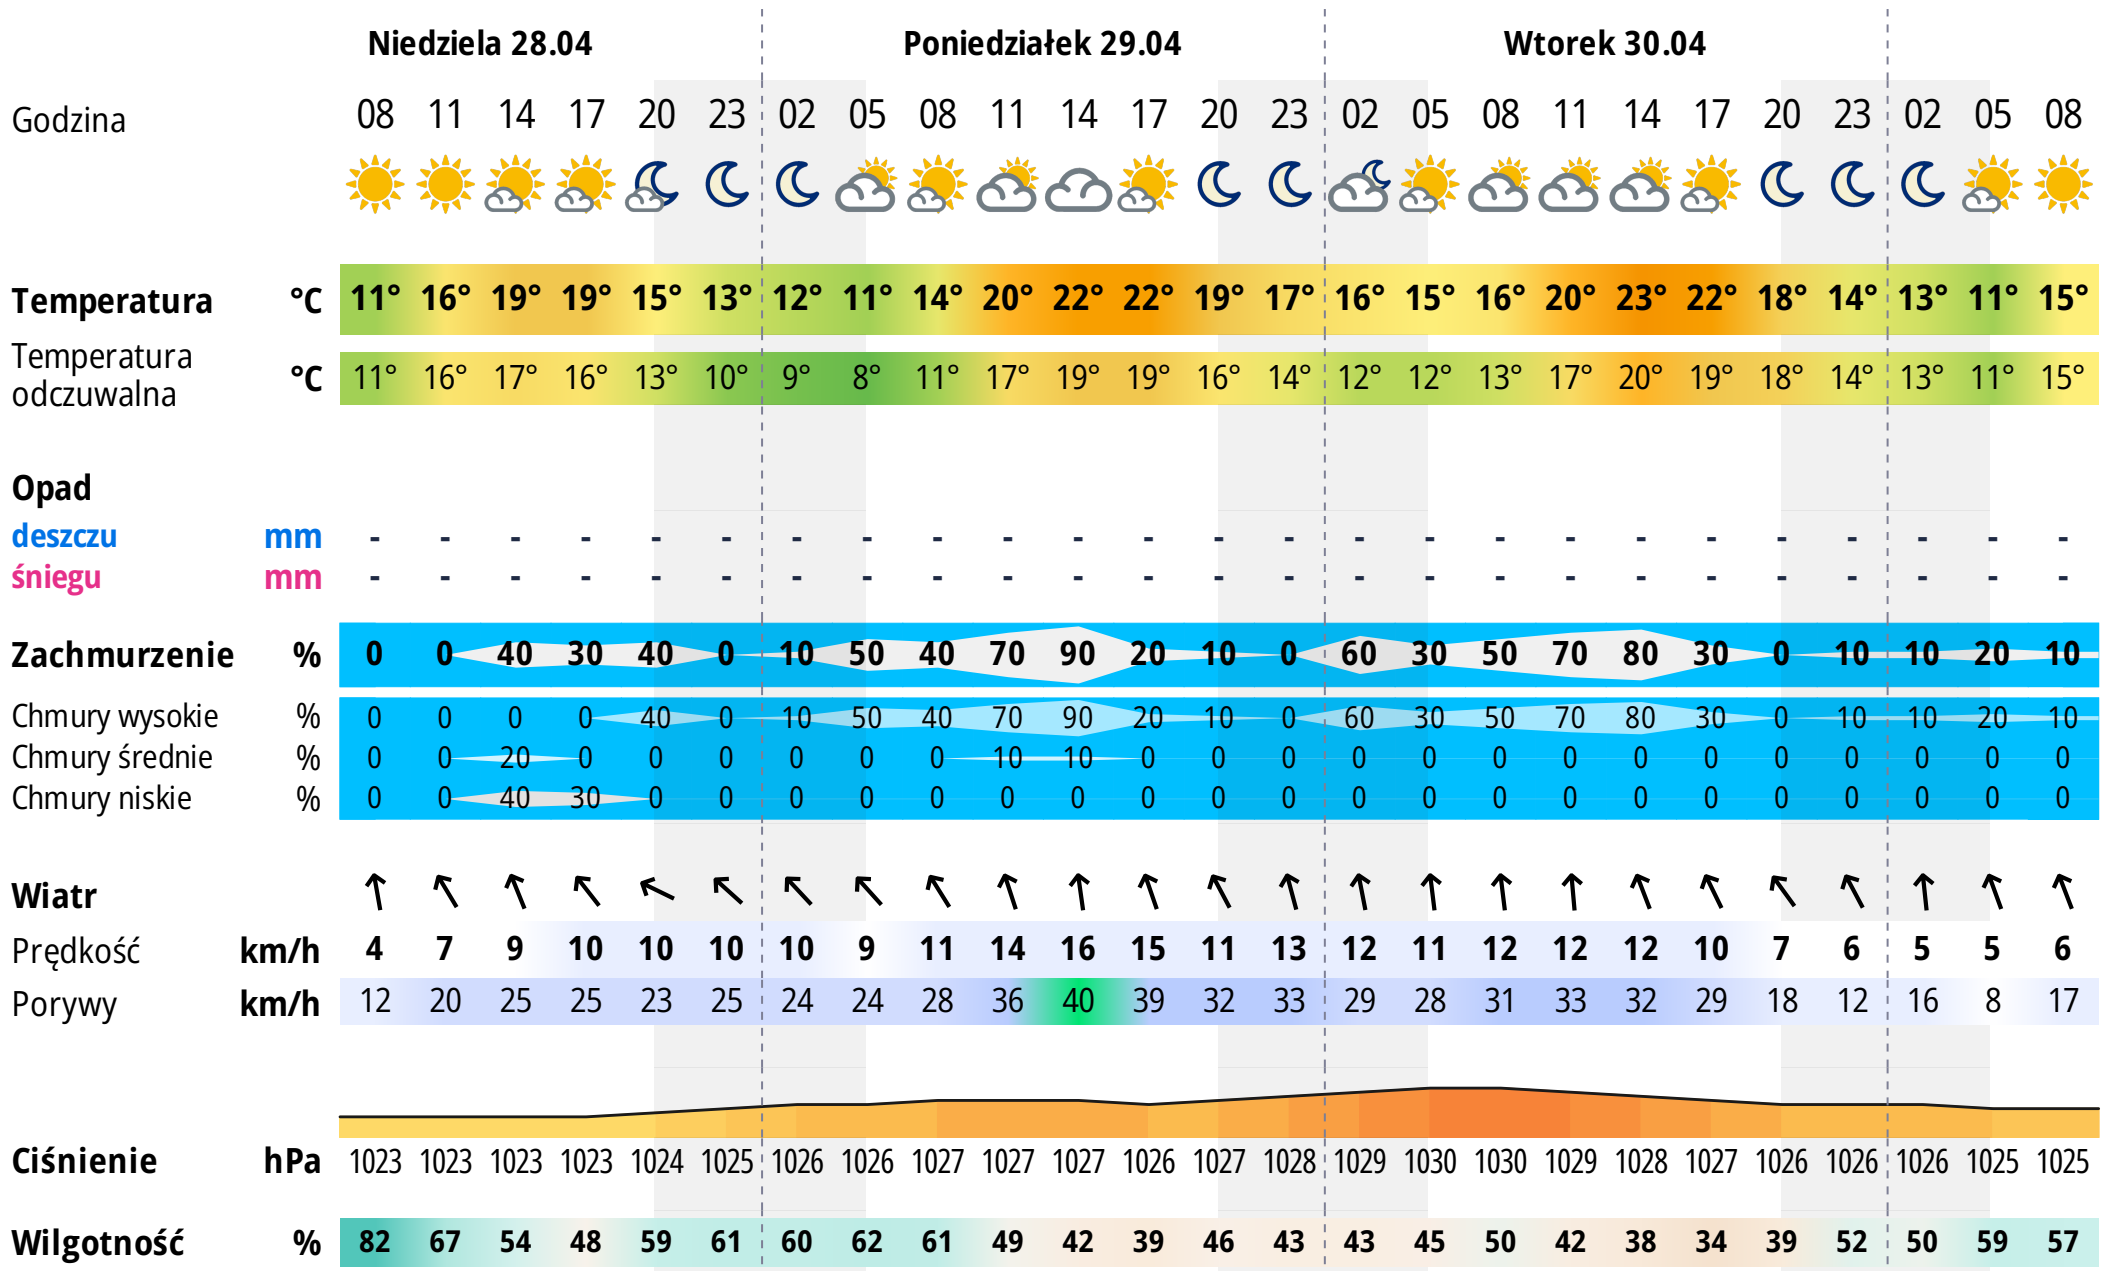 Niedziela 28.04 Poniedziałek 29.04 Wtorek 30.04
Godzina 08 11 14 17 20 23 02 05 08 11 14 17 20 23 02 05 08 11 14 17 20 23 02 05 08
Temperatura °C 11° 16° 19° 19° 15° 13° 12° 11° 14° 20° 22° 22° 19° 17° 16° 15° 16° 20° 23° 22° 18° 14° 13° 11° 15°
Temperatura
odczuwalna °C 11° 16° 17° 16° 13° 10° 9° 8° 11° 17° 19° 19° 16° 14° 12° 12° 13° 17° 20° 19° 18° 14° 13° 11° 15°
Opad
deszczu mm - - - - - - - - - - - - - - - - - - - - - - - - -
śniegu mm - - - - - - - - - - - - - - - - - - - - - - - - -
Zachmurzenie % 0 0 40 30 40 0 10 50 40 70 90 20 10 0 60 30 50 70 80 30 0 10 10 20 10
Chmury wysokie % 0 0 0 0 40 0 10 50 40 70 90 20 10 0 60 30 50 70 80 30 0 10 10 20 10
Chmury średnie % 0 0 20 0 0 0 0 0 0 10 10 0 0 0 0 0 0 0 0 0 0 0 0 0 0
Chmury niskie % 0 0 40 30 0 0 0 0 0 0 0 0 0 0 0 0 0 0 0 0 0 0 0 0 0
Wiatr
Prędkość km/h 4 7 9 10 10 10 10 9 11 14 16 15 11 13 12 11 12 12 12 10 7 6 5 5 6
Porywy km/h 12 20 25 25 23 25 24 24 28 36 40 39 32 33 29 28 31 33 32 29 18 12 16 8 17
Ciśnienie hPa 1023 1023 1023 1023 1024 1025 1026 1026 1027 1027 1027 1026 1027 1028 1029 1030 1030 1029 1028 1027 1026 1026 1026 1025 1025
Wilgotność % 82 67 54 48 59 61 60 62 61 49 42 39 46 43 43 45 50 42 38 34 39 52 50 59 57